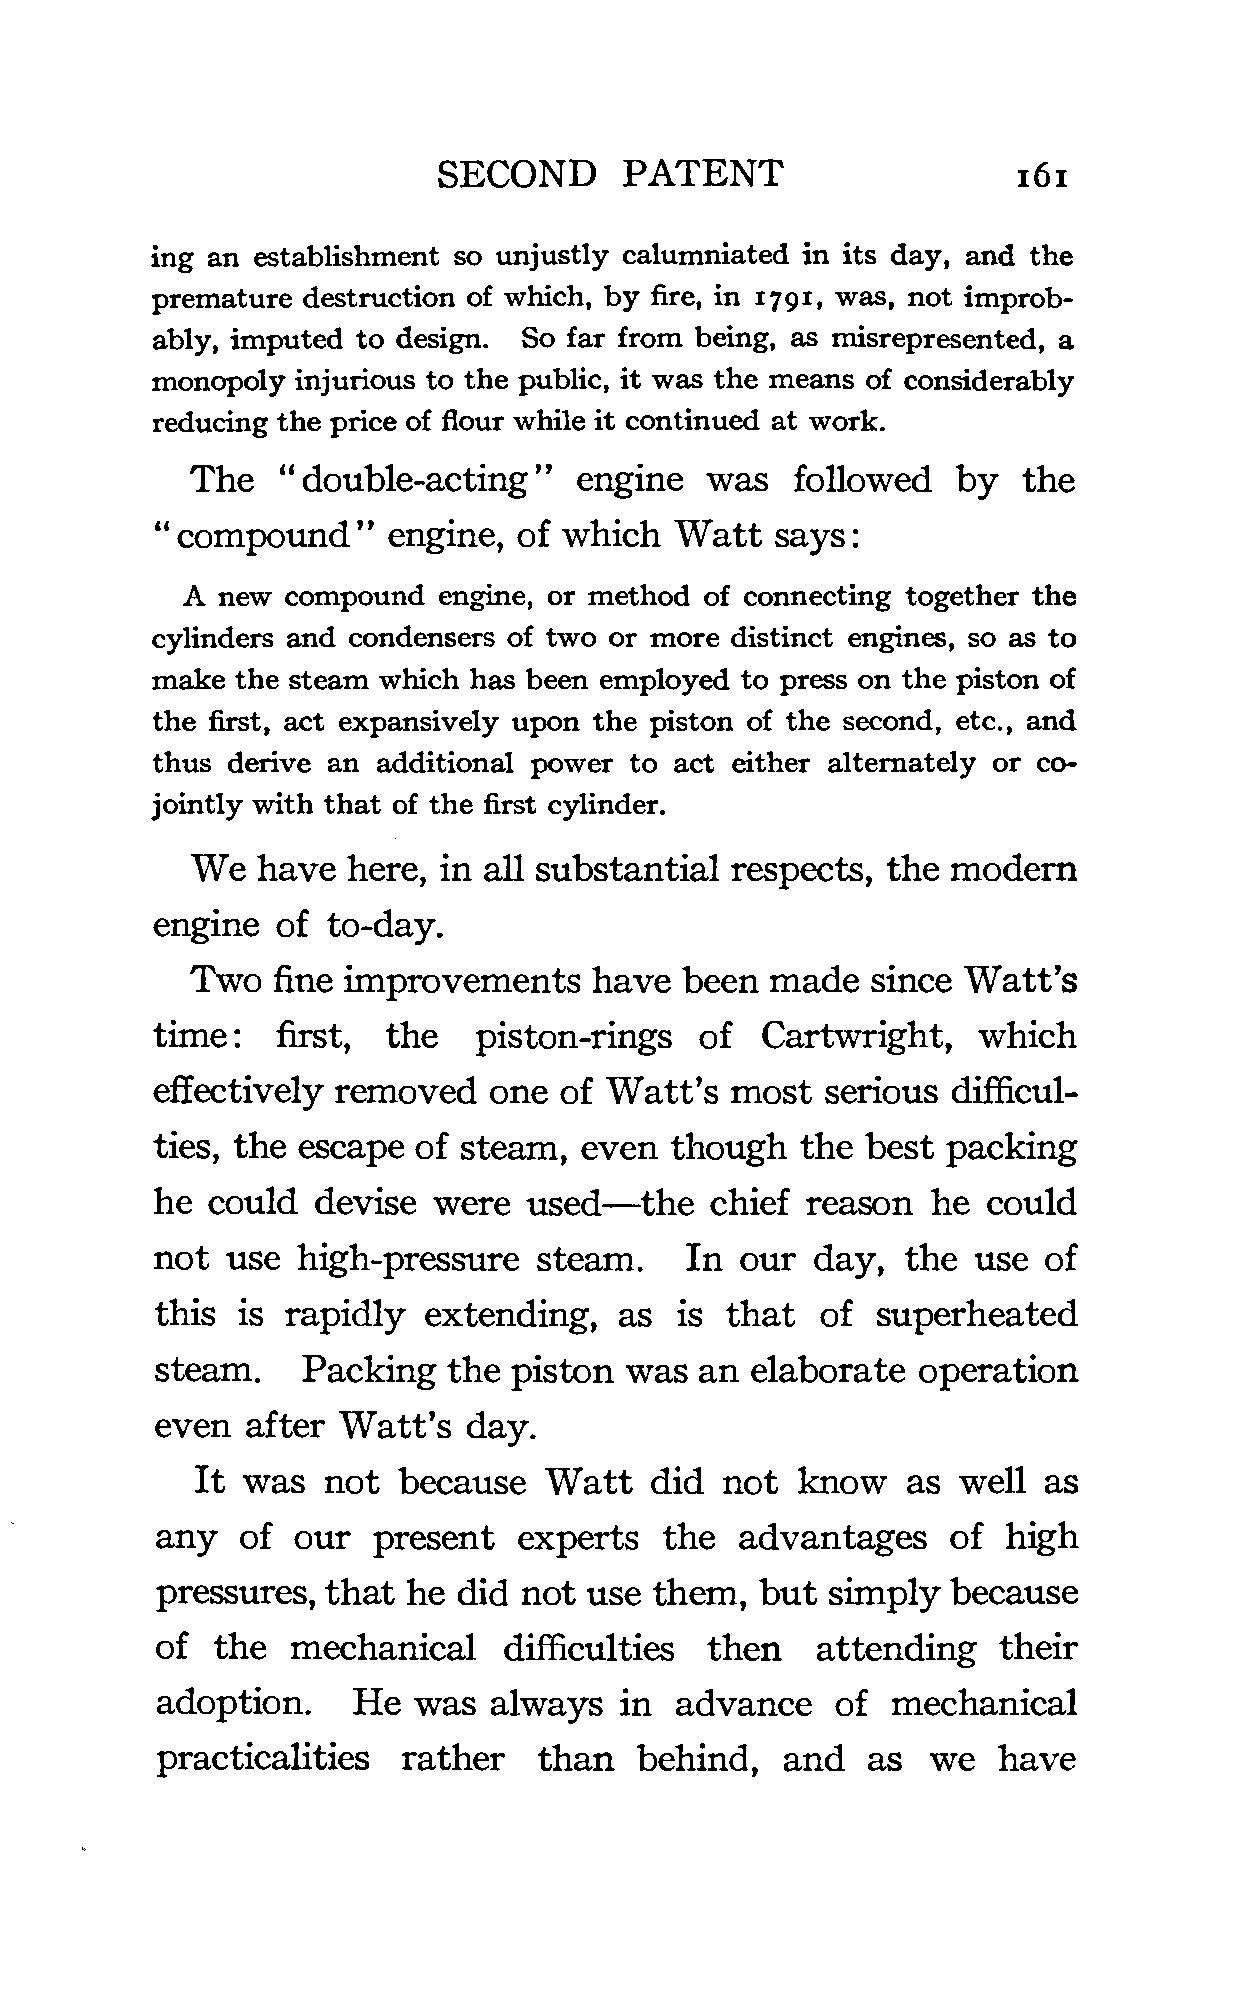 SECOND PATENT 161
ing an establishment so unjustly calumniated in its day, and the
premature destruction of which, by fire, in 1791, was, not improb-
ably, imputed to design. So far from being, as misrepresented, a
monopoly injurious to the public, it was the means of considerably
reducing the price of flour while it continued at work.
The "double-acting" engine was followed by the
"compound" engine, of which Watt says:
A new compound engine, or method of connecting together the
cylinders and condensers of two or more distinct engines, so as to
make the steam which has been employed to press on the piston of
the first, act expansively upon the piston of the second, etc., and
thus derive an additional power to act either alternately or co-
jointly with that of the first cylinder.
We have here, in all substantial respects, the modern
engine of to-day.
Two fine improvements have been made since Watt's
time: first, the piston-rings of Cartwright, which
effectively removed one of Watt's most serious difficul-
ties, the escape of steam, even though the best packing
he could devise were used—the chief reason he could
not use high-pressure steam. In our day, the use of
this is rapidly extending, as is that of superheated
steam. Packing the piston was an elaborate operation
even after Watt's day.
It was not because Watt did not know as well as
any of our present experts the advantages of high
pressures, that he did not use them, but simply because
of the mechanical difficulties then attending their
adoption. He was always in advance of mechanical
practicalities rather than behind, and as we have